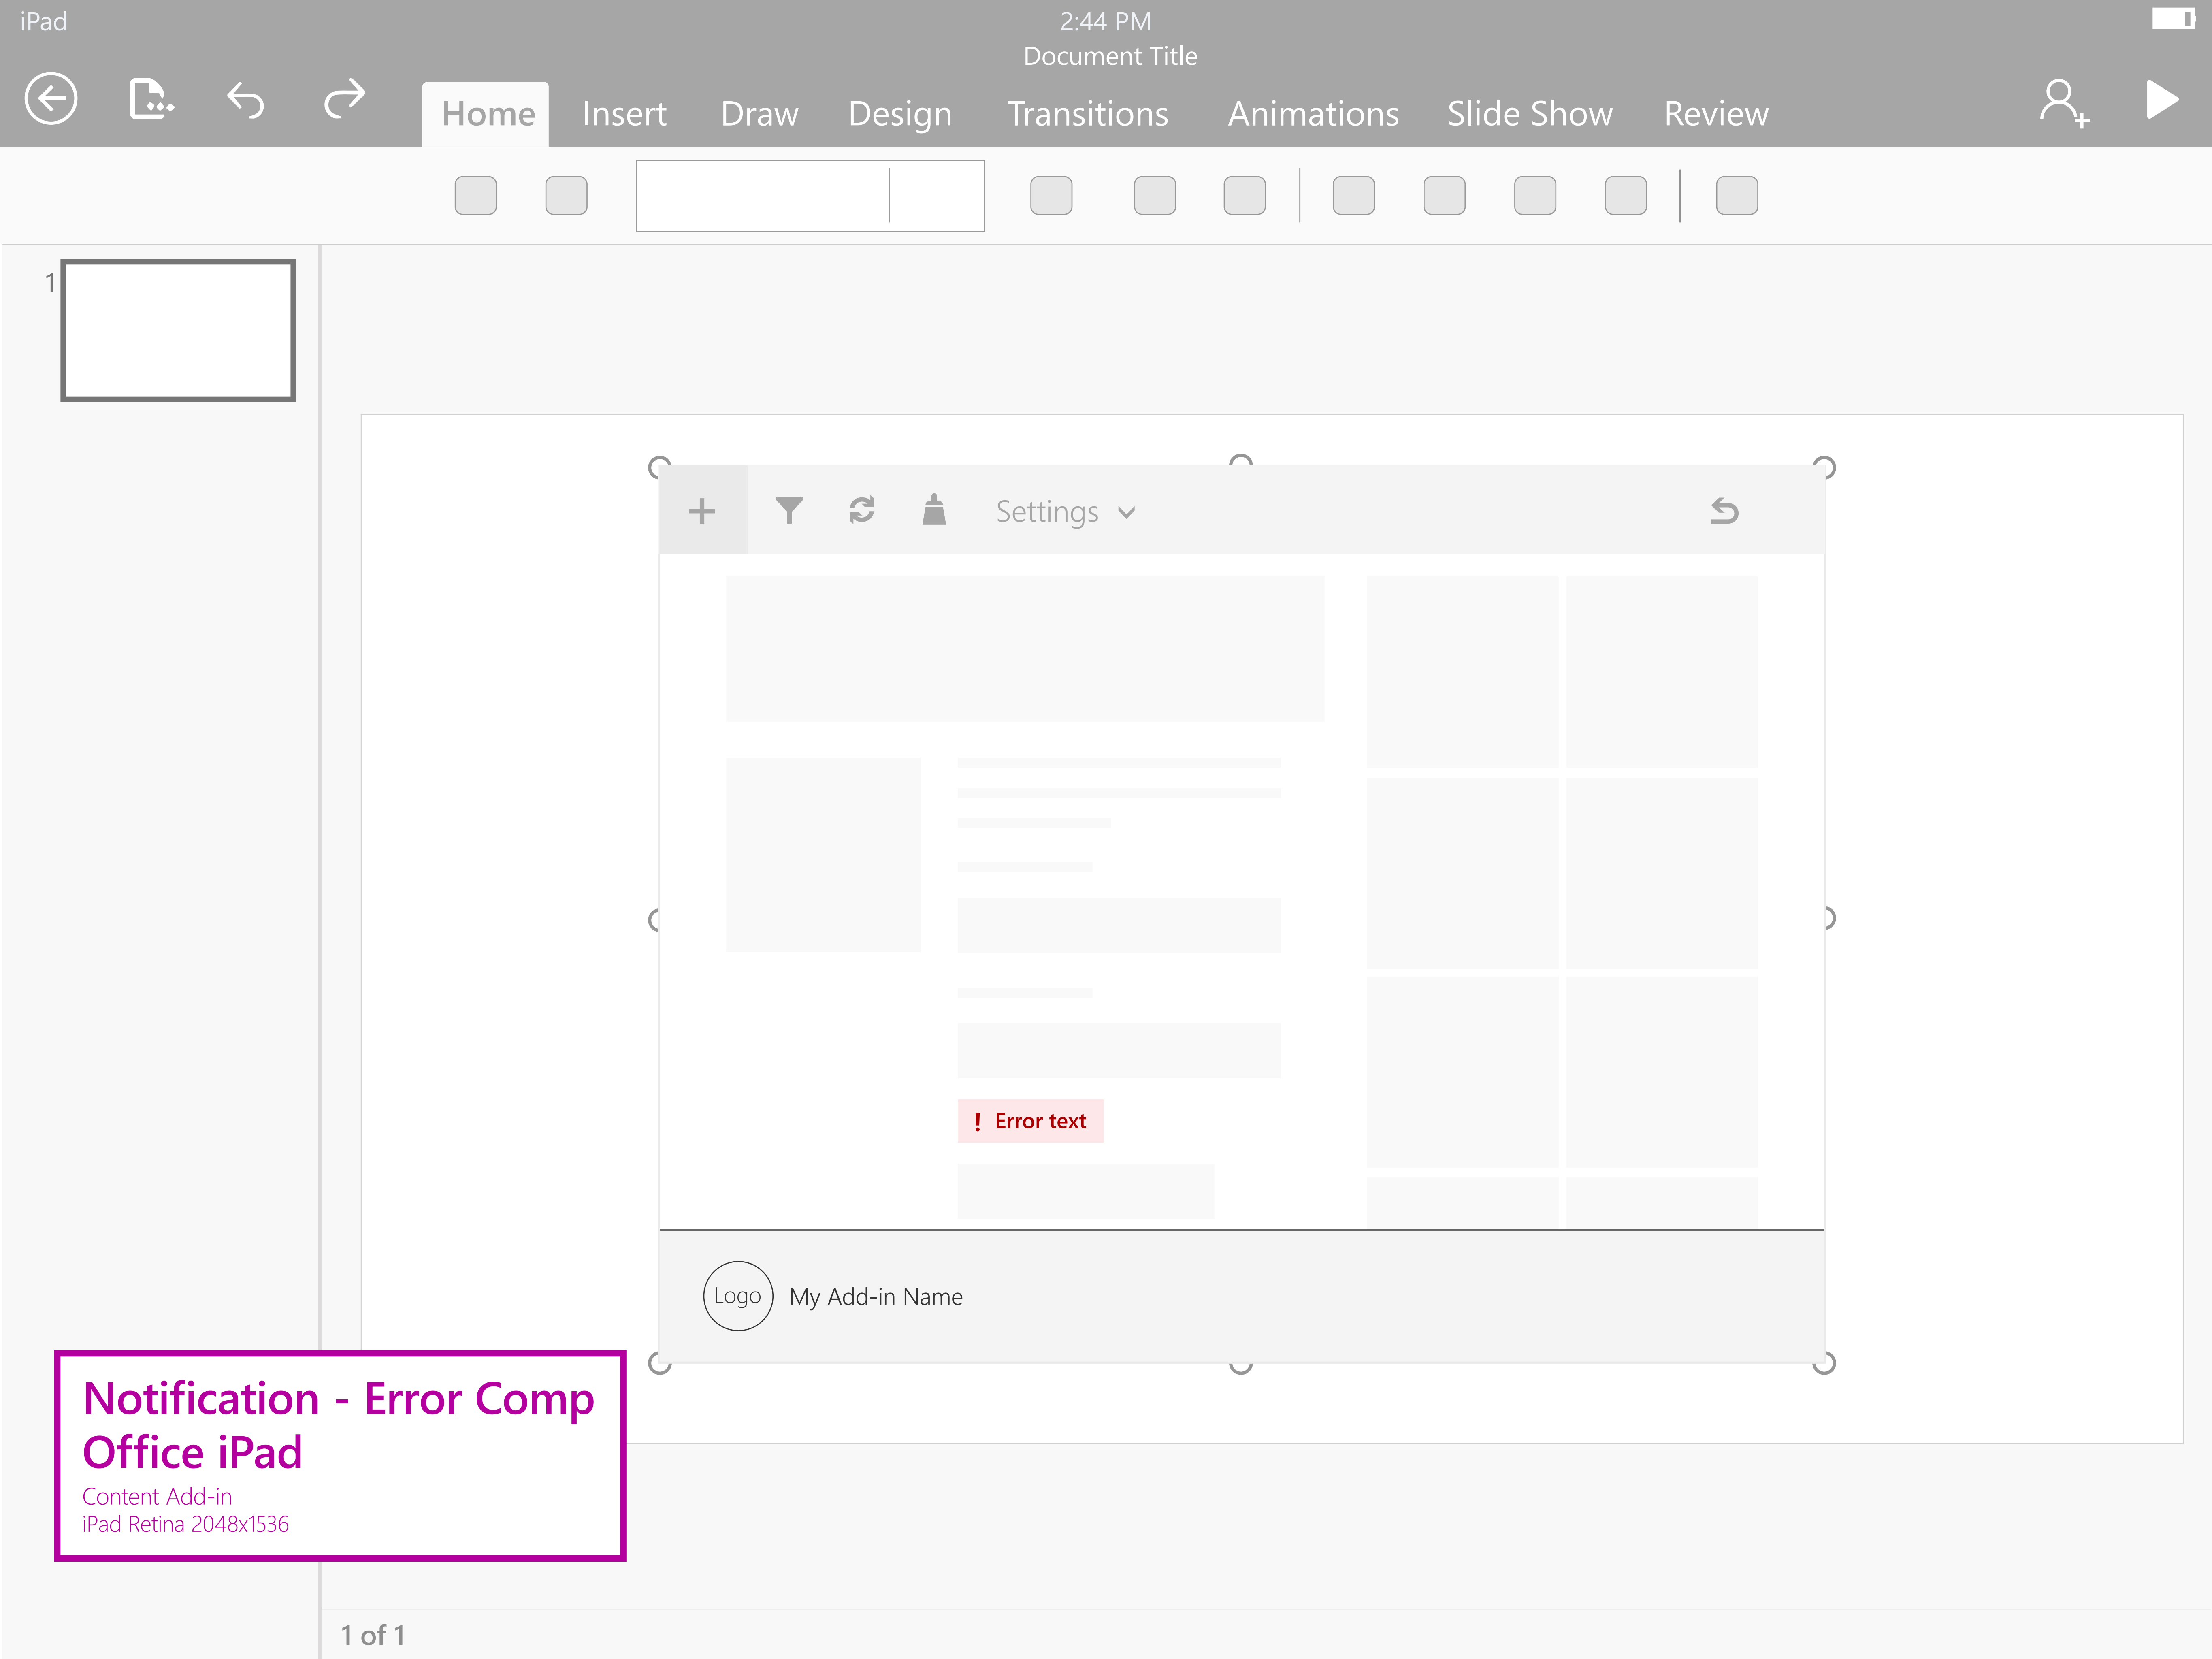 iPad
2:44 PM
Document Title
Home Insert Draw Design Transitions Animations Slide Show Review
1
Settings
! Error text
Logo My Add-in Name
Notification - Error Comp
Office iPad
Content Add-in
iPad Retina 2048x1536
1 of 1